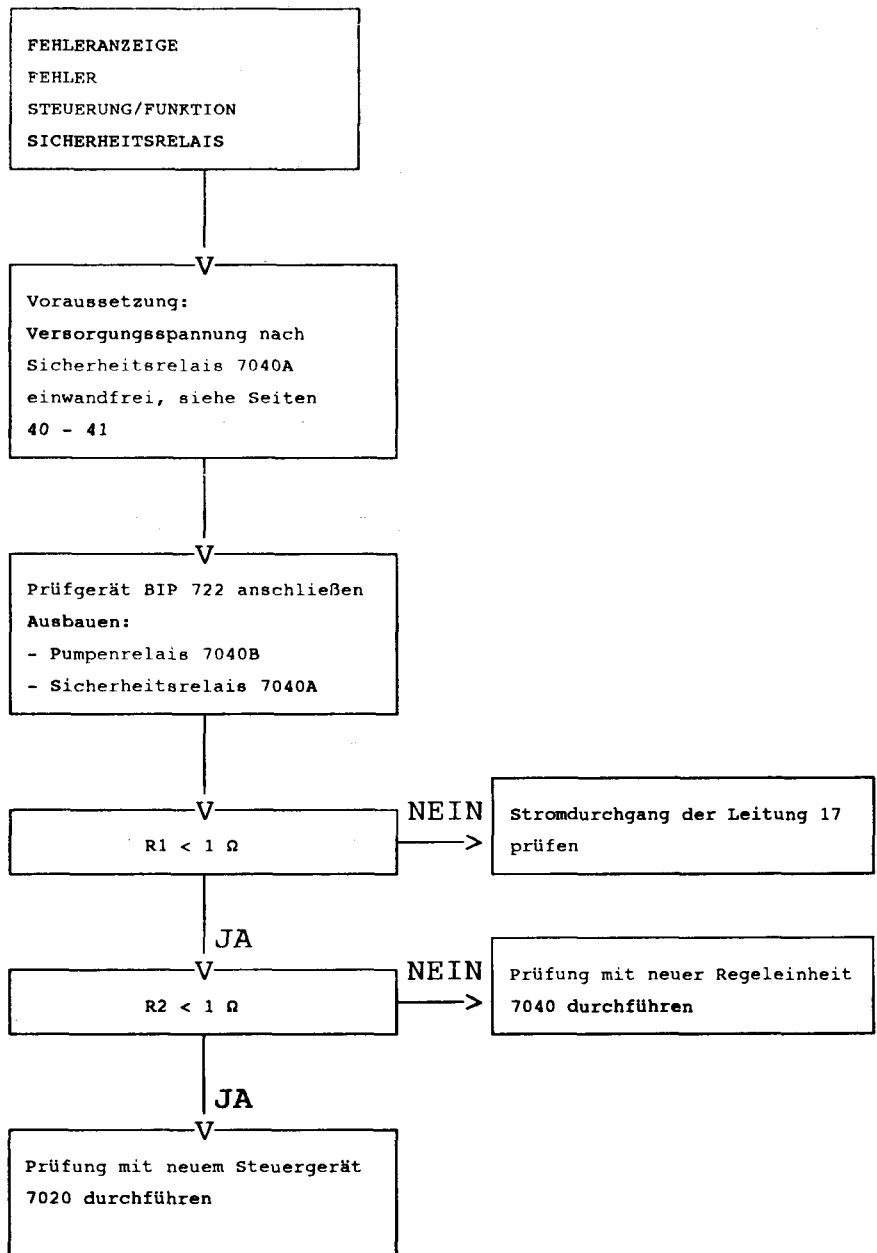 FEHLERANZEIGE
FEHLER
STEUERUNG/FUNKTION
SICHERHEITSRELAIS
V
Voraussetzung:
Versorgungsspannung nach
Sicherheitsrelais 7040A
einwandfrei, siehe Seiten
40 - 41
V
Prüfgerät BIP 722 anschließen
Ausbauen:
- Pumpenrelais 7040B
- Sicherheitsrelais 7040A
V
R1 < 1 Ω
NEIN
>
Stromdurchgang der Leitung 17
prüfen
JA
V
R2 < 1 Ω
NEIN
>
Prüfung mit neuer Regeleinheit
7040 durchführen
JA
V
Prüfung mit neuem Steuergerät
7020 durchführen